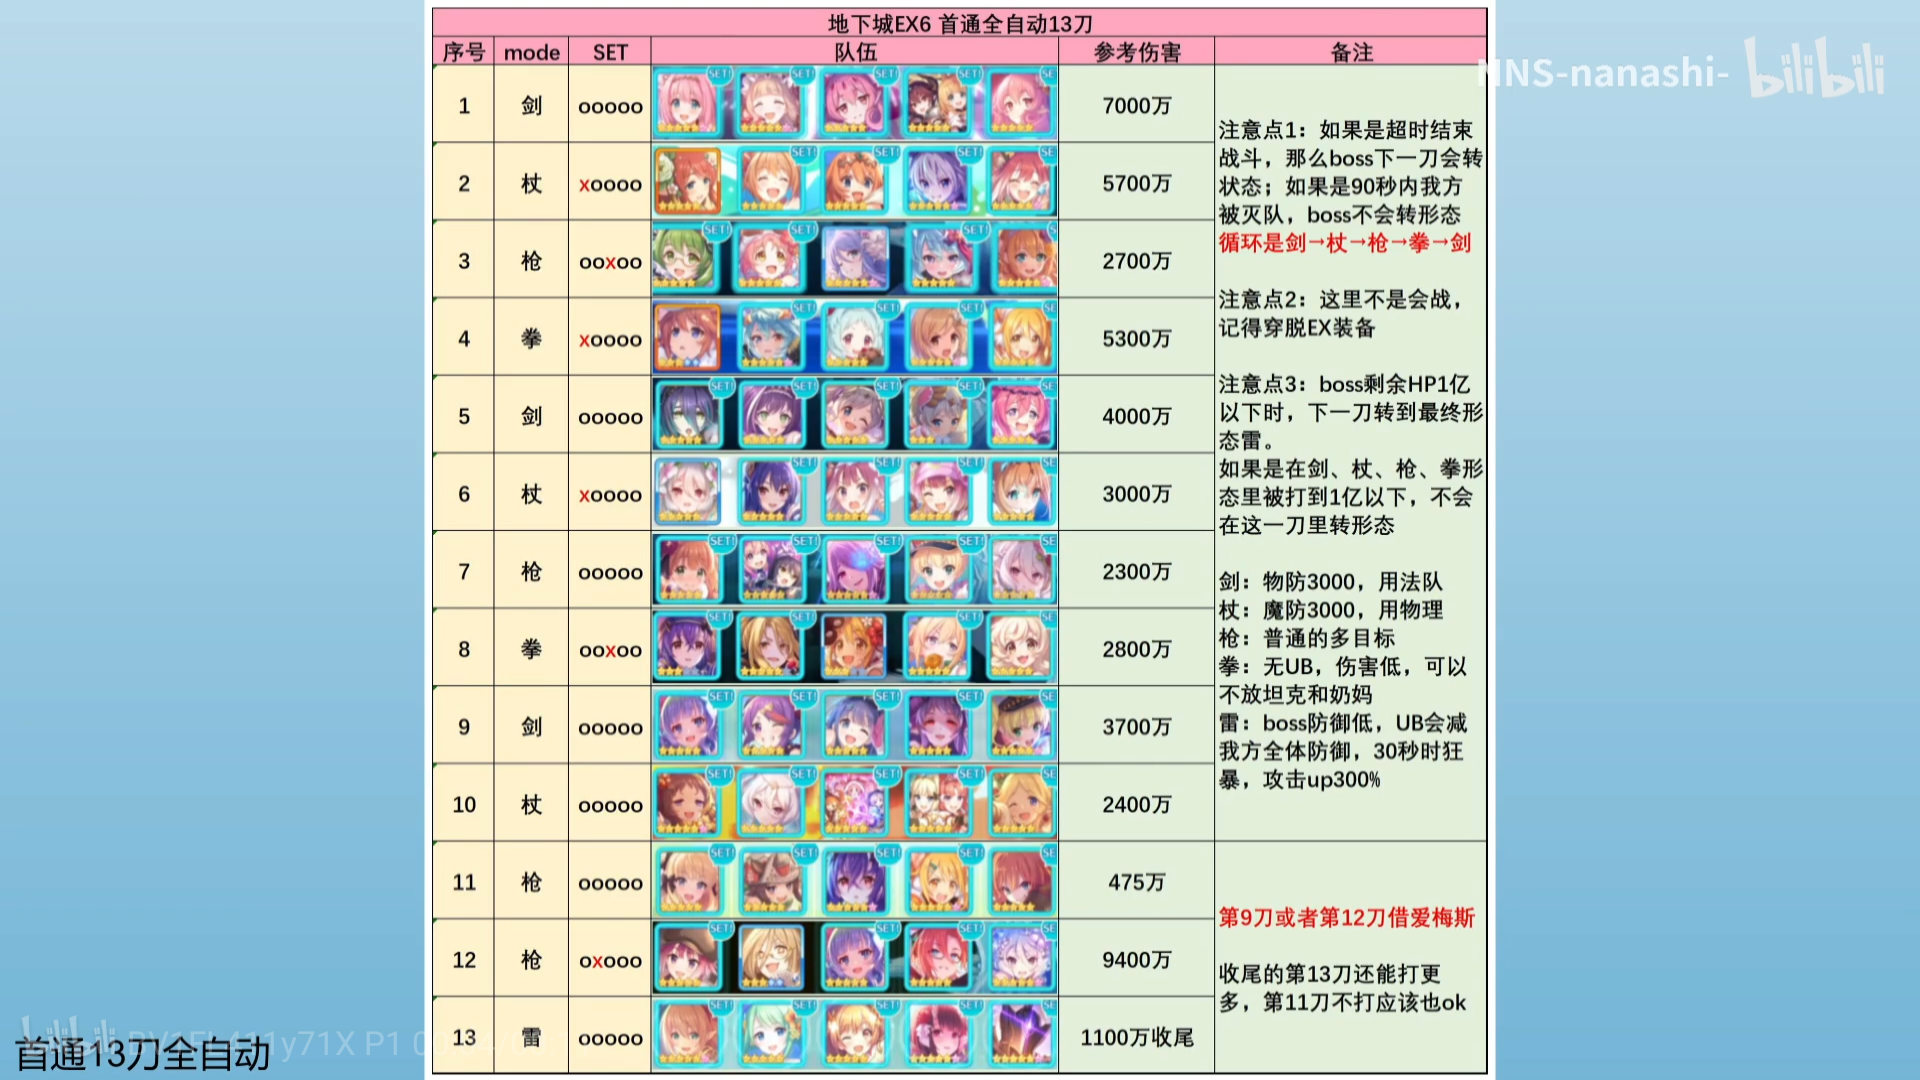 地下城EX6 首通全自动13刀
序号 mode SET 队伍 参考伤害 备注
1 剑 ooooo 7000万
2 杖 xoooo 5700万
3 枪 ooxoo 2700万
4 拳 xoooo 5300万
5 剑 ooooo 4000万
6 杖 xoooo 3000万
7 枪 ooooo 2300万
8 拳 ooxoo 2800万
9 剑 ooooo 3700万
10 杖 ooooo 2400万
11 枪 ooooo 475万
12 枪 oxooo 9400万
13 雷 ooooo 1100万收尾
注意点1：如果是超时结束
战斗，那么boss下一刀会转
状态；如果是90秒内我方
被灭队，boss不会转形态
循环是剑→杖→枪→拳→剑
注意点2：这里不是会战，
记得穿脱EX装备
注意点3：boss剩余HP1亿
以下时，下一刀转到最终形
态雷。
如果是在剑、杖、枪、拳形
态里被打到1亿以下，不会
在这一刀里转形态
剑：物防3000，用法队
杖：魔防3000，用物理
枪：普通的多目标
拳：无UB，伤害低，可以
不放坦克和奶妈
雷：boss防御低，UB会减
我方全体防御，30秒时狂
暴，攻击up300%
第9刀或者第12刀借爱梅斯
收尾的第13刀还能打更
多，第11刀不打应该也ok
NNS-nanashi- bilibili
首通13刀全自动